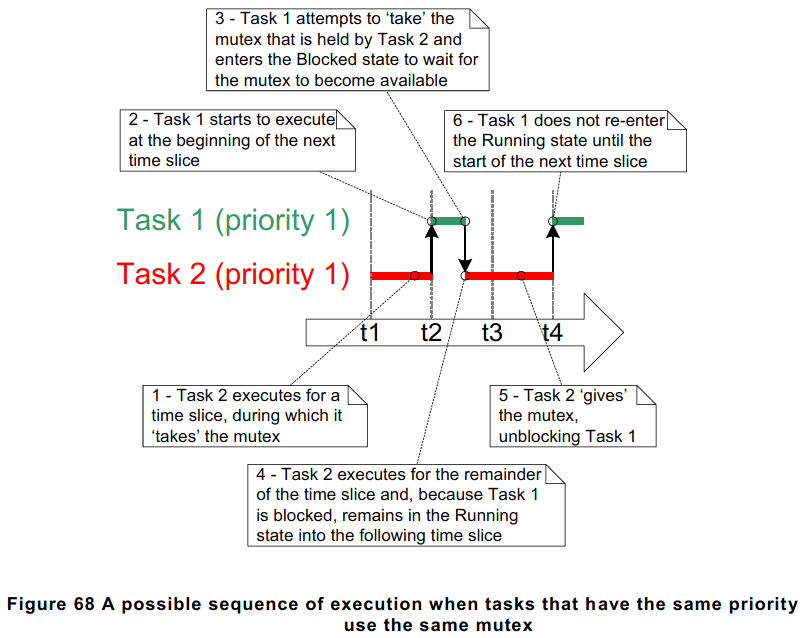 3 - Task 1 attempts to ‘take’ the
mutex that is held by Task 2 and
enters the Blocked state to wait for
the mutex to become available
2 - Task 1 starts to execute
at the beginning of the next
time slice
6 - Task 1 does not re-enter
the Running state until the
start of the next time slice
Task 1 (priority 1)
Task 2 (priority 1)
t1 t2 t3 t4
1 - Task 2 executes for a
time slice, during which it
‘takes’ the mutex
5 - Task 2 ‘gives’
the mutex,
unblocking Task 1
4 - Task 2 executes for the remainder
of the time slice and, because Task 1
is blocked, remains in the Running
state into the following time slice
Figure 68 A possible sequence of execution when tasks that have the same priority
use the same mutex